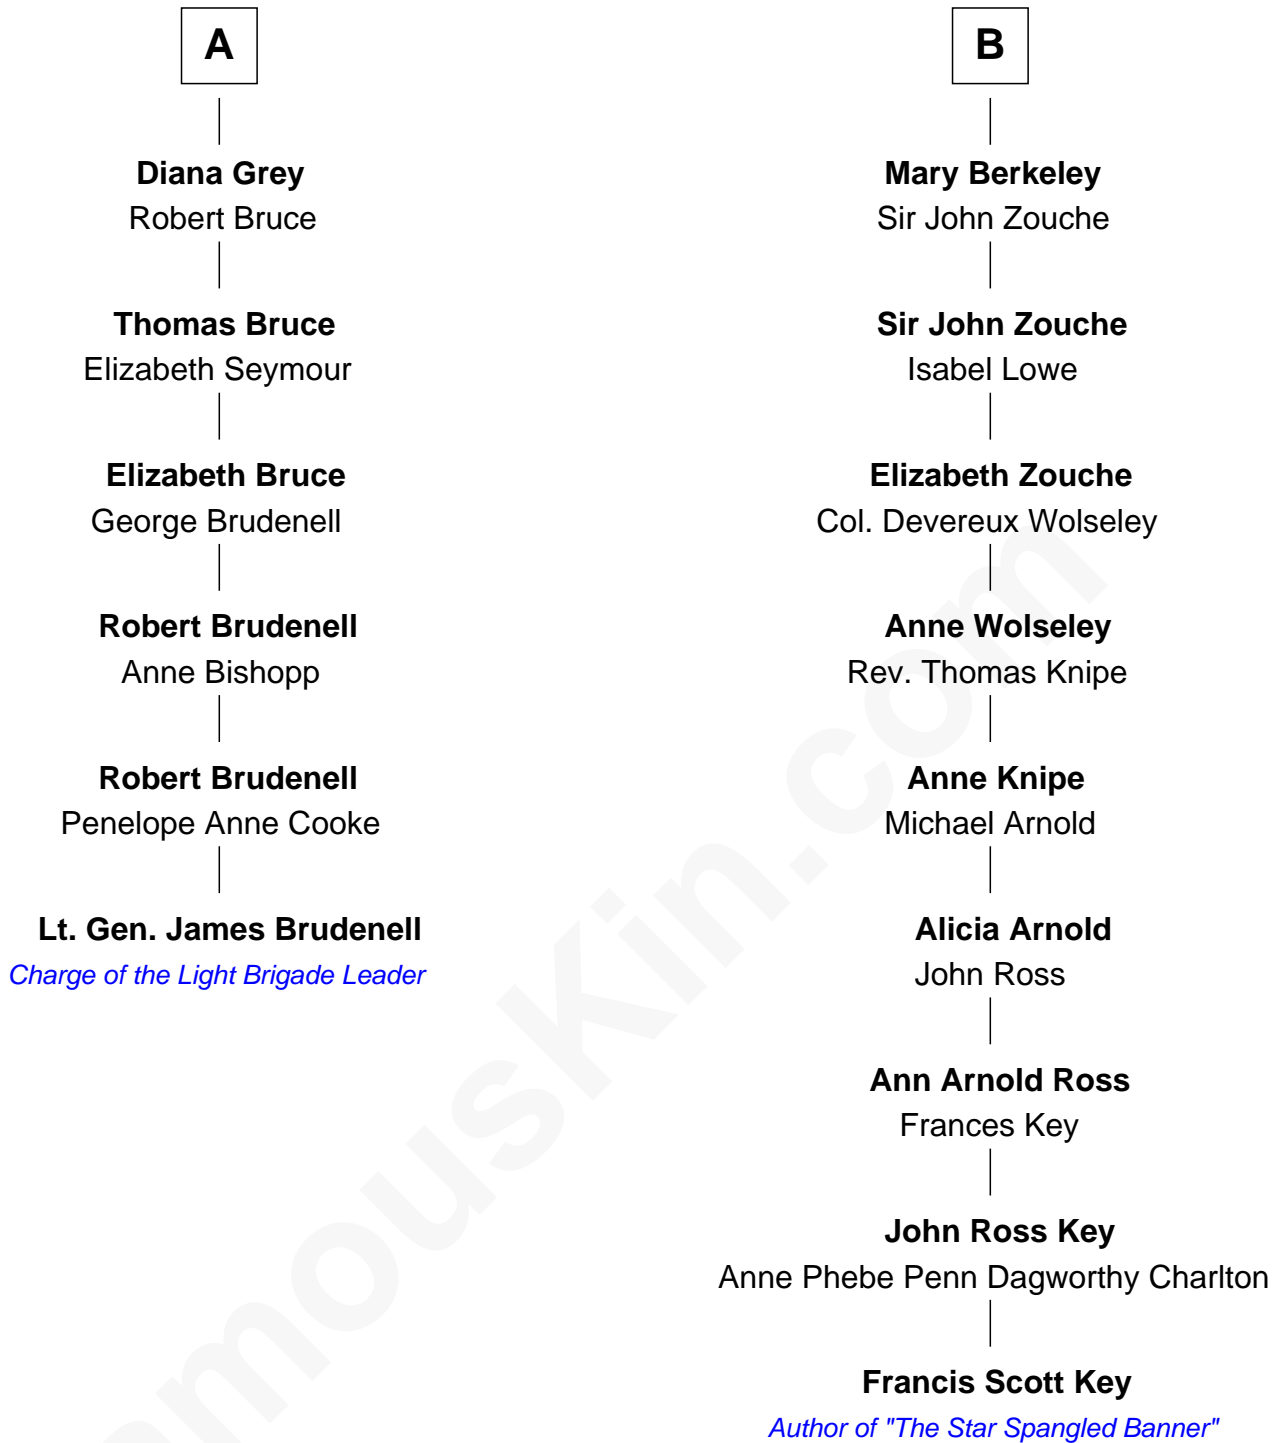 A
Diana Grey
Robert Bruce
Thomas Bruce
Elizabeth Seymour
Elizabeth Bruce
George Brudenell
Robert Brudenell
Anne Bishopp
Robert Brudenell
Penelope Anne Cooke
Lt. Gen. James Brudenell
Charge of the Light Brigade Leader
B
Mary Berkeley
Sir John Zouche
Sir John Zouche
Isabel Lowe
Elizabeth Zouche
Col. Devereux Wolseley
Anne Wolseley
Rev. Thomas Knipe
Anne Knipe
Michael Arnold
Alicia Arnold
John Ross
Ann Arnold Ross
Frances Key
John Ross Key
Anne Phebe Penn Dagworthy Charlton
Francis Scott Key
Author of "The Star Spangled Banner"
amousKin.com